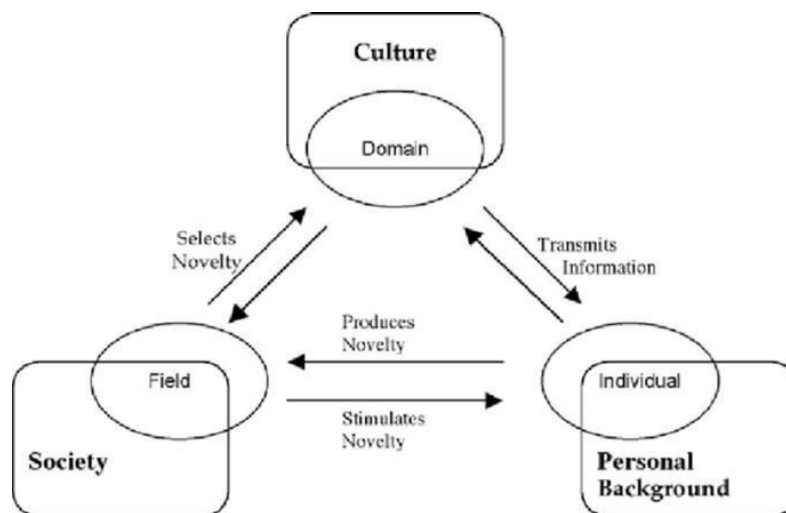 Culture
Domain
Selects
Novelty
Transmits
Information
Produces
Novelty
Field
Individual
Stimulates
Novelty
Society
Personal
Background